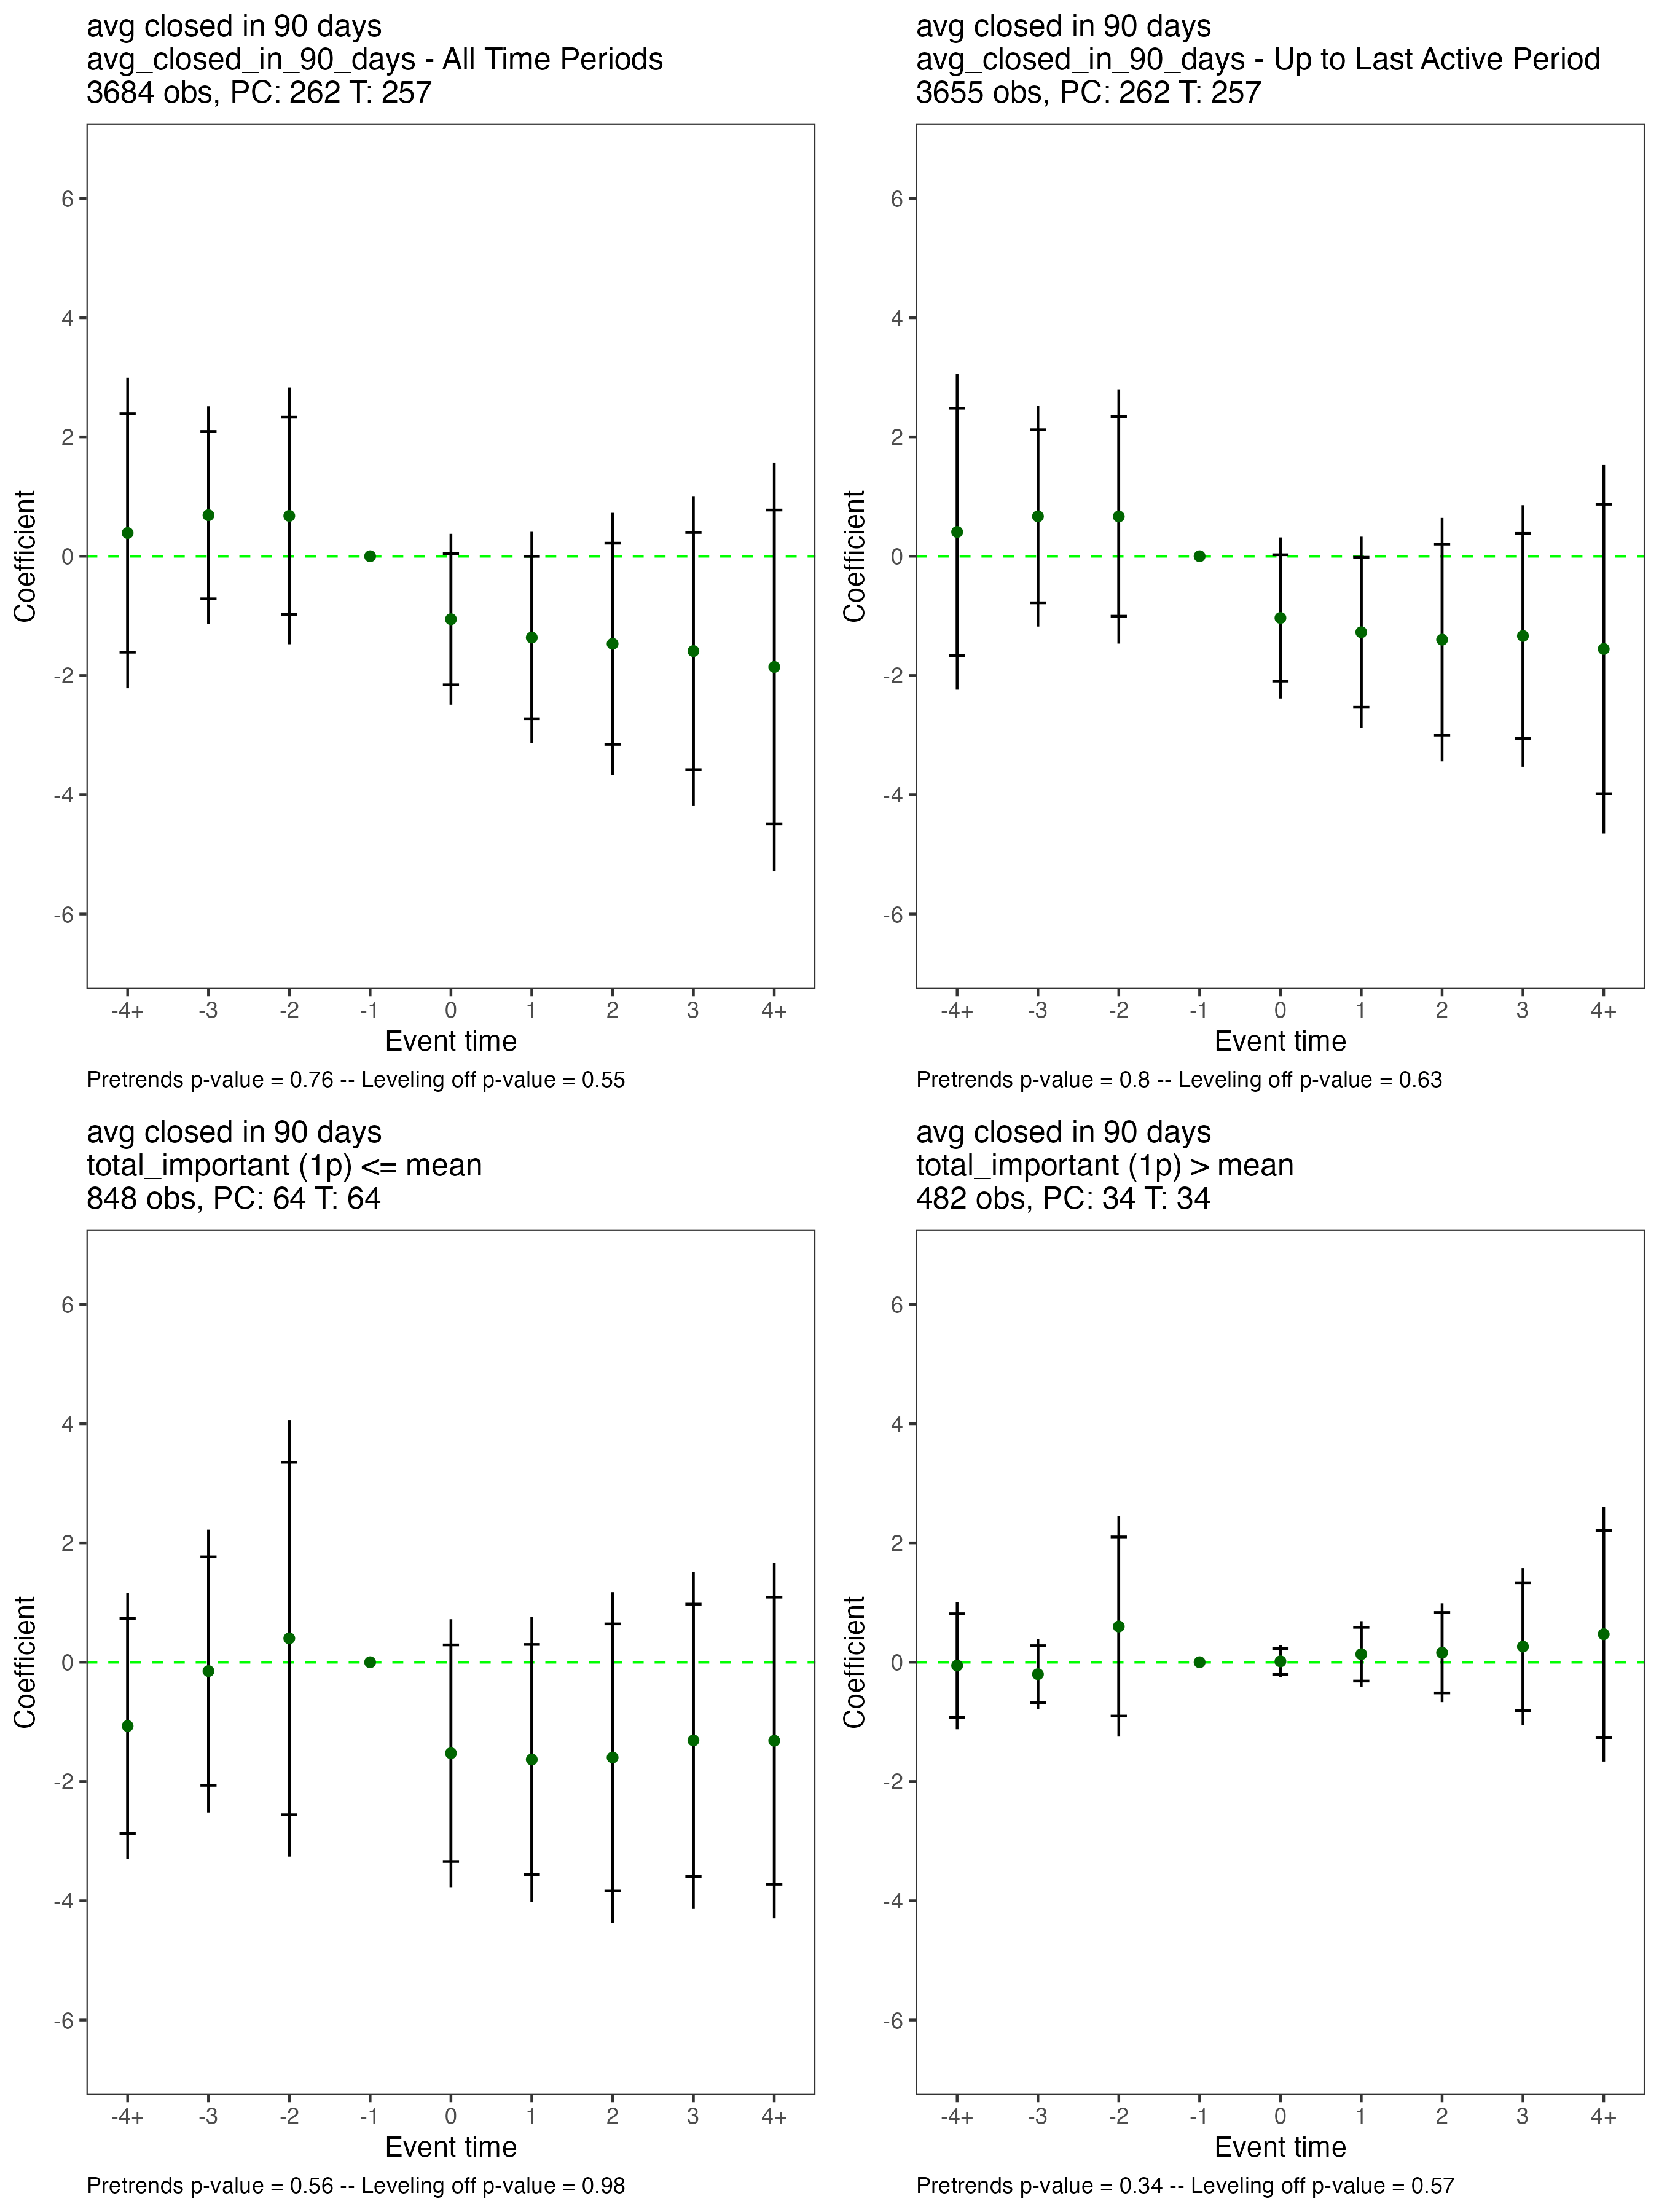 avg closed in 90 days
avg_closed_in_90_days - All Time Periods
3684 obs, PC: 262 T: 257
6
4
2
0
-2
-4
-6
Coefficient
-4+ -3 -2 -1 0 1 2 3 4+
Event time
Pretrends p-value = 0.76 -- Leveling off p-value = 0.55
avg closed in 90 days
avg_closed_in_90_days - Up to Last Active Period
3655 obs, PC: 262 T: 257
6
4
2
0
-2
-4
-6
Coefficient
-4+ -3 -2 -1 0 1 2 3 4+
Event time
Pretrends p-value = 0.8 -- Leveling off p-value = 0.63
avg closed in 90 days
total_important (1p) <= mean
848 obs, PC: 64 T: 64
6
4
2
0
-2
-4
-6
Coefficient
-4+ -3 -2 -1 0 1 2 3 4+
Event time
Pretrends p-value = 0.56 -- Leveling off p-value = 0.98
avg closed in 90 days
total_important (1p) > mean
482 obs, PC: 34 T: 34
6
4
2
0
-2
-4
-6
Coefficient
-4+ -3 -2 -1 0 1 2 3 4+
Event time
Pretrends p-value = 0.34 -- Leveling off p-value = 0.57